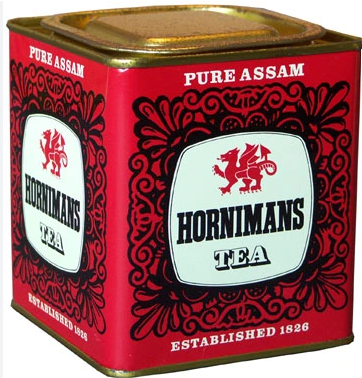 PURE ASSAM
HORNIMANS
TEA
ESTABLISHED 1826
PURE ASSAM
HORNIMANS
TEA
ESTABLISHED 1826